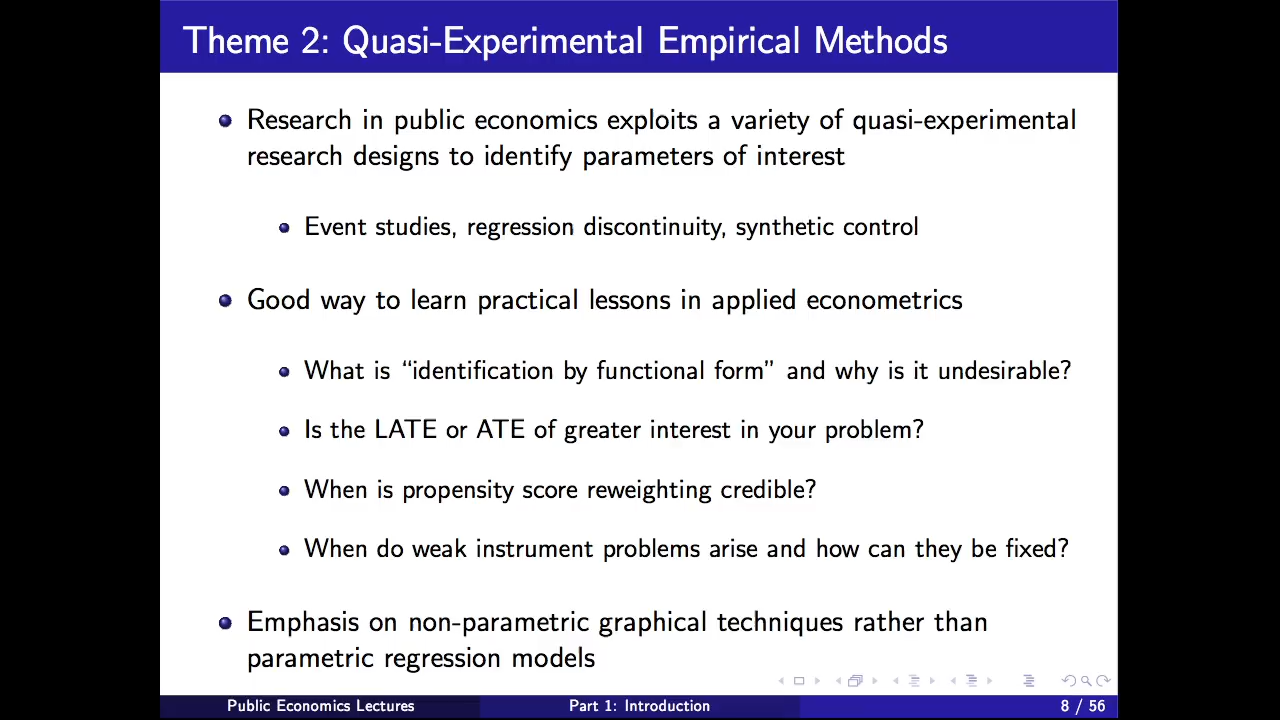 Theme 2: Quasi-Experimental Empirical Methods
Research in public economics exploits a variety of quasi-experimental
research designs to identify parameters of interest
Event studies, regression discontinuity, synthetic control
Good way to learn practical lessons in applied econometrics
What is “identification by functional form” and why is it undesirable?
Is the LATE or ATE of greater interest in your problem?
When is propensity score reweighting credible?
When do weak instrument problems arise and how can they be fixed?
Emphasis on non-parametric graphical techniques rather than
parametric regression models
Public Economics Lectures
Part 1: Introduction
8 / 56